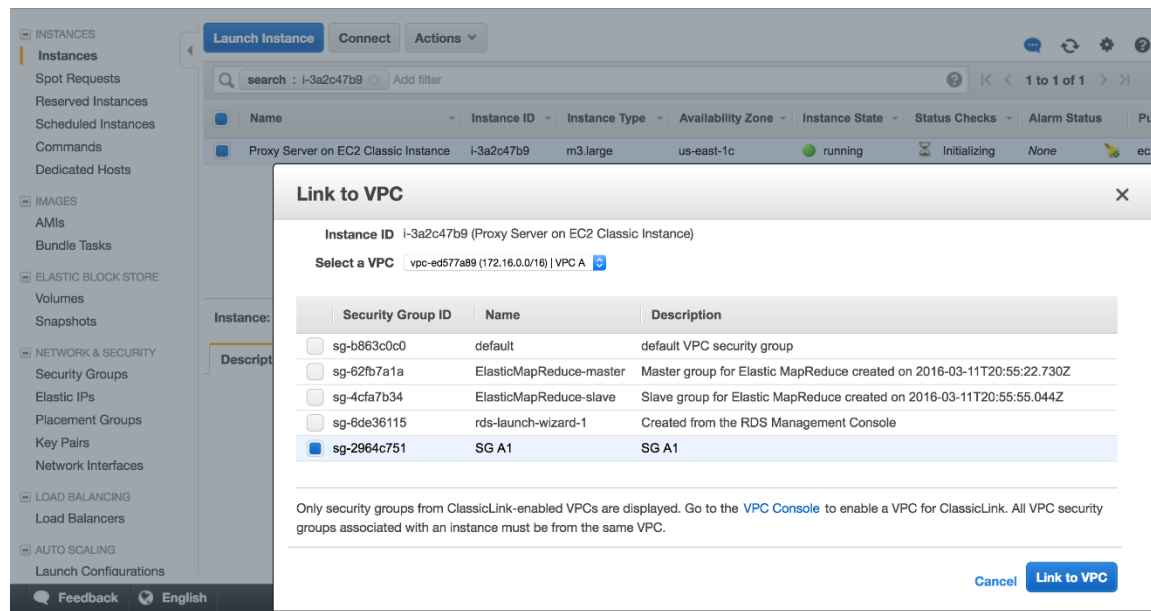 INSTANCES
Instances
Spot Requests
Reserved Instances
Scheduled Instances
Commands
Dedicated Hosts
IMAGES
AMIs
Bundle Tasks
ELASTIC BLOCK STORE
Volumes
Snapshots
NETWORK & SECURITY
Security Groups
Elastic IPs
Placement Groups
Key Pairs
Network Interfaces
LOAD BALANCING
Load Balancers
AUTO SCALING
Launch Configurations
Feedback English
Launch Instance Connect Actions
search : i-3a2c47b9 Add filter 1 to 1 of 1
Name Instance ID Instance Type Availability Zone Instance State Status Checks Alarm Status Pu
Proxy Server on EC2 Classic Instance i-3a2c47b9 m3.large us-east-1c running Initializing None ec
Instance:
Descript
Link to VPC
Instance ID i-3a2c47b9 (Proxy Server on EC2 Classic Instance)
Select a VPC vpc-ed577a89 (172.16.0.0/16) | VPC A
Security Group ID Name Description
sg-b863c0c0 default default VPC security group
sg-62fb7a1a ElasticMapReduce-master Master group for Elastic MapReduce created on 2016-03-11T20:55:22.730Z
sg-4cfa7b34 ElasticMapReduce-slave Slave group for Elastic MapReduce created on 2016-03-11T20:55:55.044Z
sg-6de36115 rds-launch-wizard-1 Created from the RDS Management Console
sg-2964c751 SG A1 SG A1
Only security groups from ClassicLink-enabled VPCs are displayed. Go to the VPC Console to enable a VPC for ClassicLink. All VPC security
groups associated with an instance must be from the same VPC.
Cancel Link to VPC